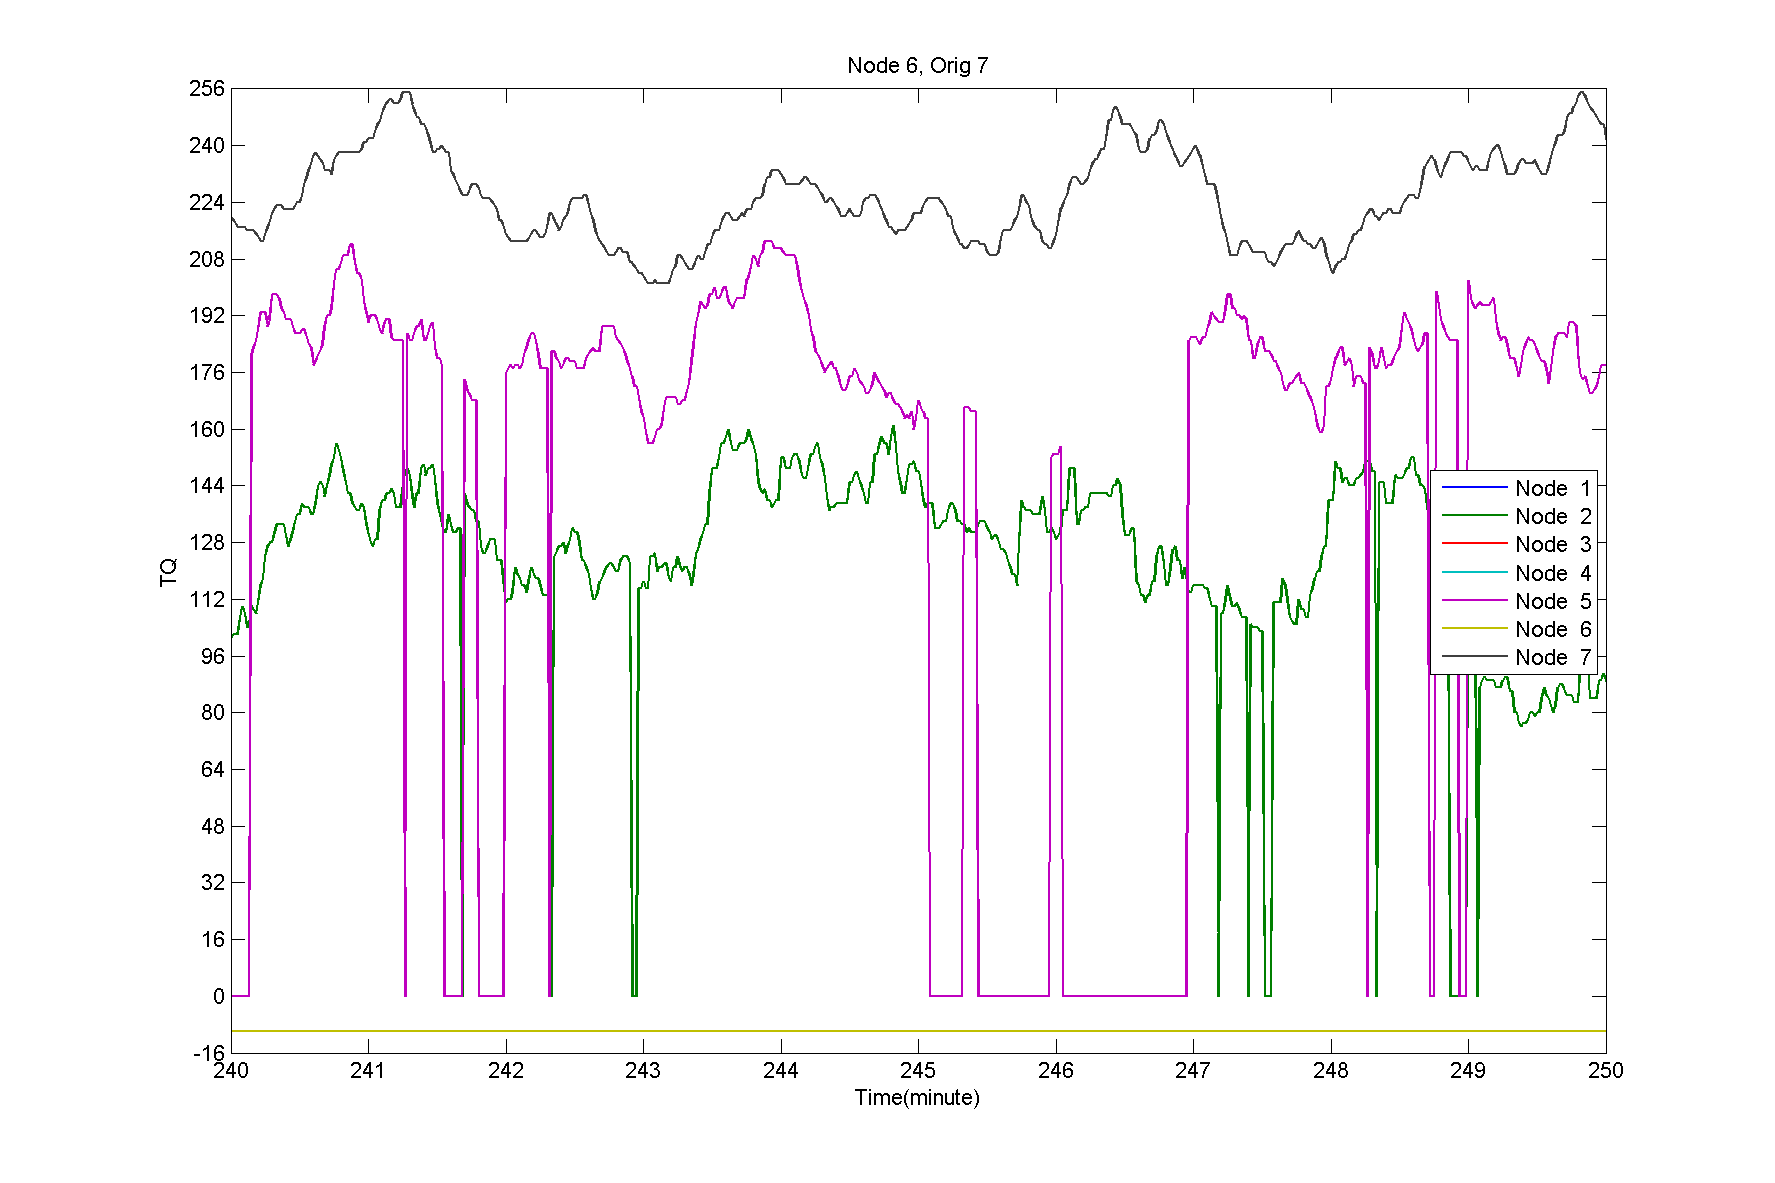 Node 6, Orig 7
256
240
224
208
192
176
160
144
128
112
96
80
64
48
32
16
0
-16
TQ
240 241 242 243 244 245 246 247 248 249 250
Time(minute)
Node 1
Node 2
Node 3
Node 4
Node 5
Node 6
Node 7